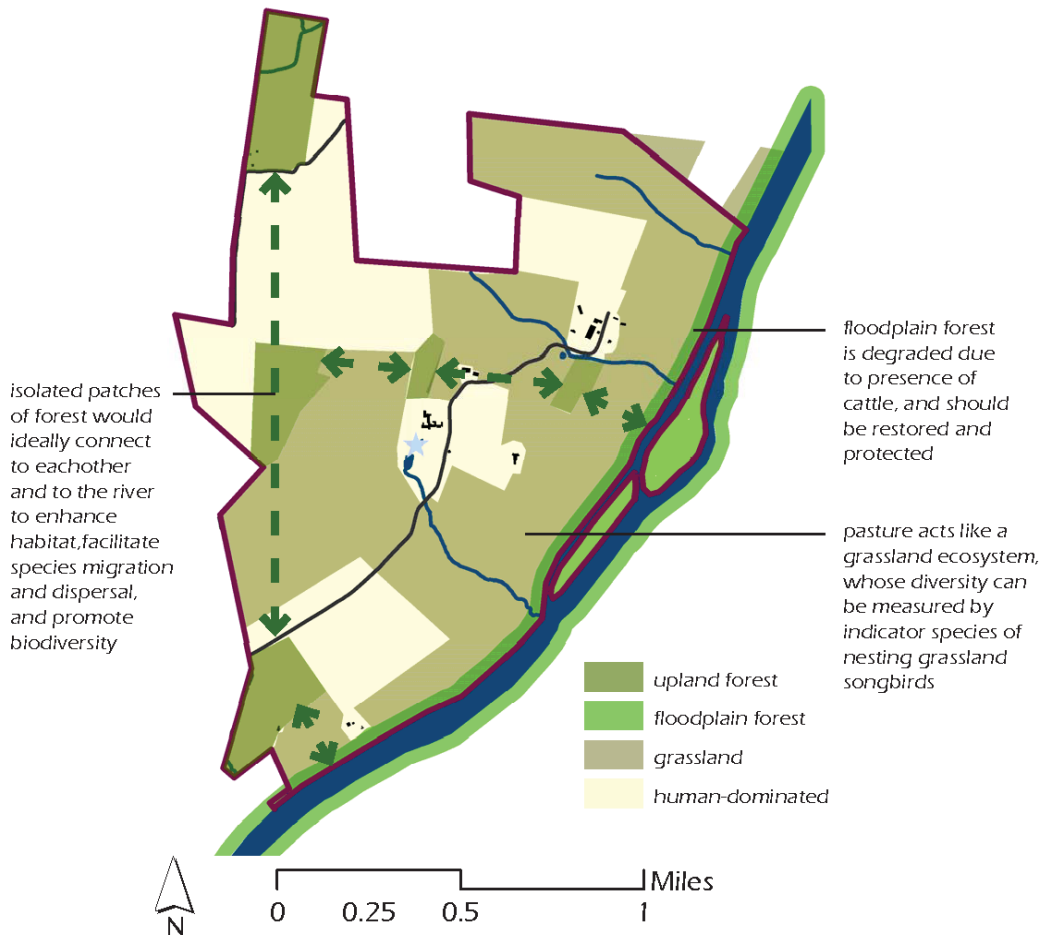 floodplain forest
is degraded due
to presence of
cattle, and should
be restored and
protected
isolated patches
of forest would
ideally connect
to eachother
and to the river
to enhance
habitat,facilitate
species migration
and dispersal,
and promote
biodiversity
pasture acts like a
grassland ecosystem,
whose diversity can
be measured by
indicator species of
nesting grassland
songbirds
upland forest
floodplain forest
grassland
human-dominated
Miles
0 0.25 0.5 1
N